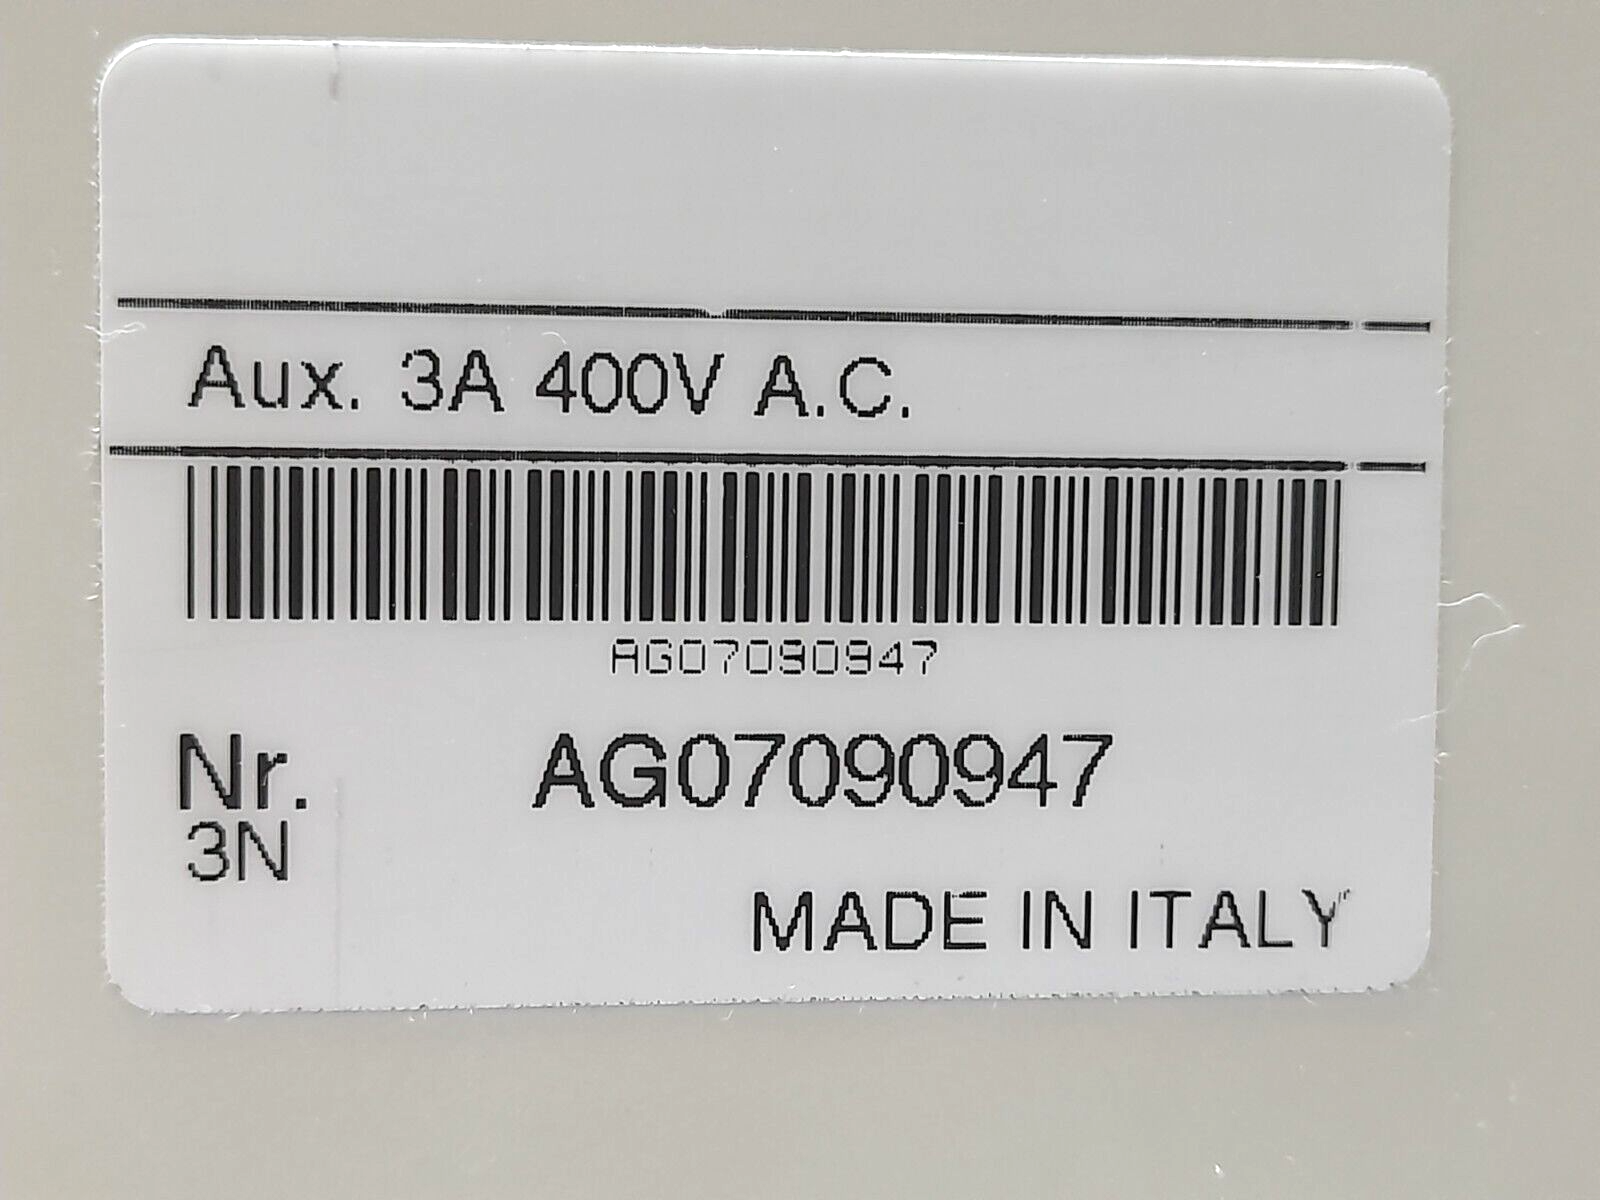 Aux. 3A 400V A.C.
AG07090947
Nr. AG07090947
3N
MADE IN ITALY